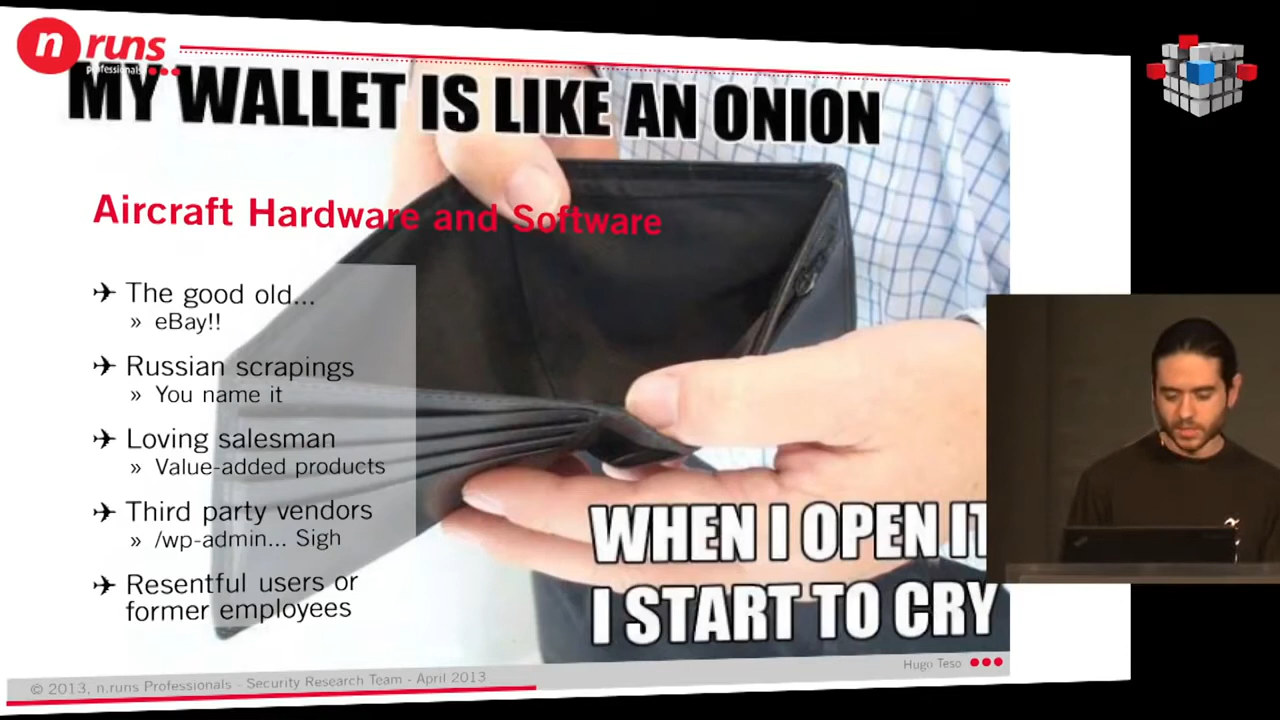 n runs
professionals
MY WALLET IS LIKE AN ONION
Aircraft Hardware and Software
The good old...
» eBay!!
Russian scrapings
» You name it
Loving salesman
» Value-added products
Third party vendors
» /wp-admin... Sigh
Resentful users or
former employees
WHEN I OPEN IT
I START TO CRY
Hugo Teso
© 2013, n.runs Professionals - Security Research Team - April 2013